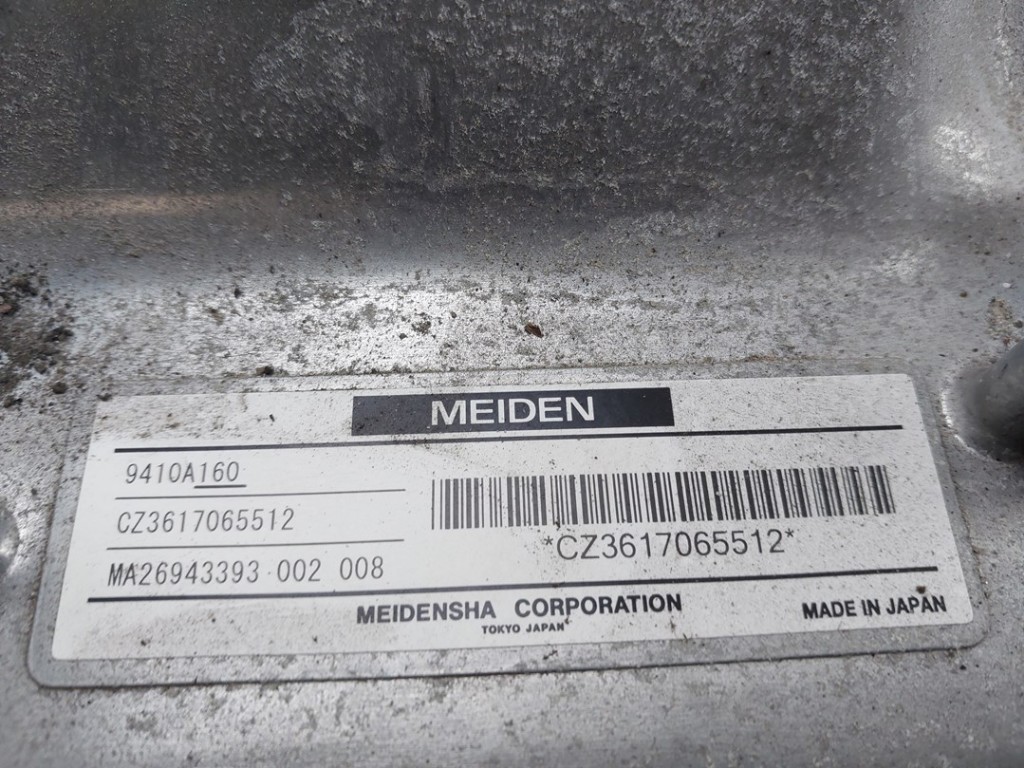 MEIDEN
9410A160
CZ3617065512
*CZ3617065512*
MA26943393 002 008
MEIDENSHA CORPORATION
TOKYO JAPAN
MADE IN JAPAN